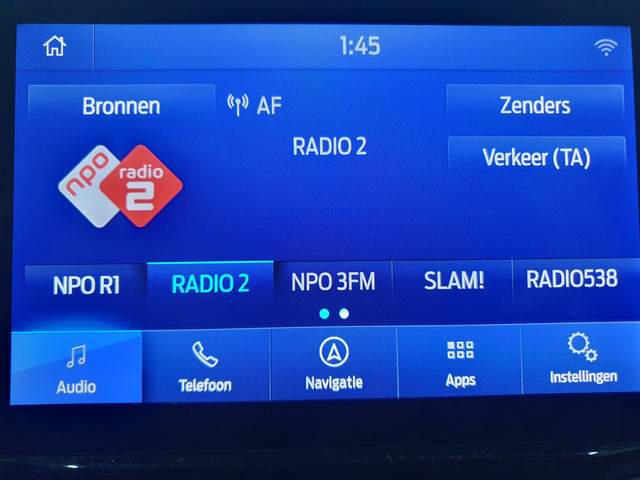 1:45
Bronnen
AF
Zenders
RADIO 2
Verkeer (TA)
npo
radio
2
NPO R1
RADIO 2
NPO 3FM
SLAM!
RADIO538
Audio
Telefoon
Navigatie
Apps
Instellingen